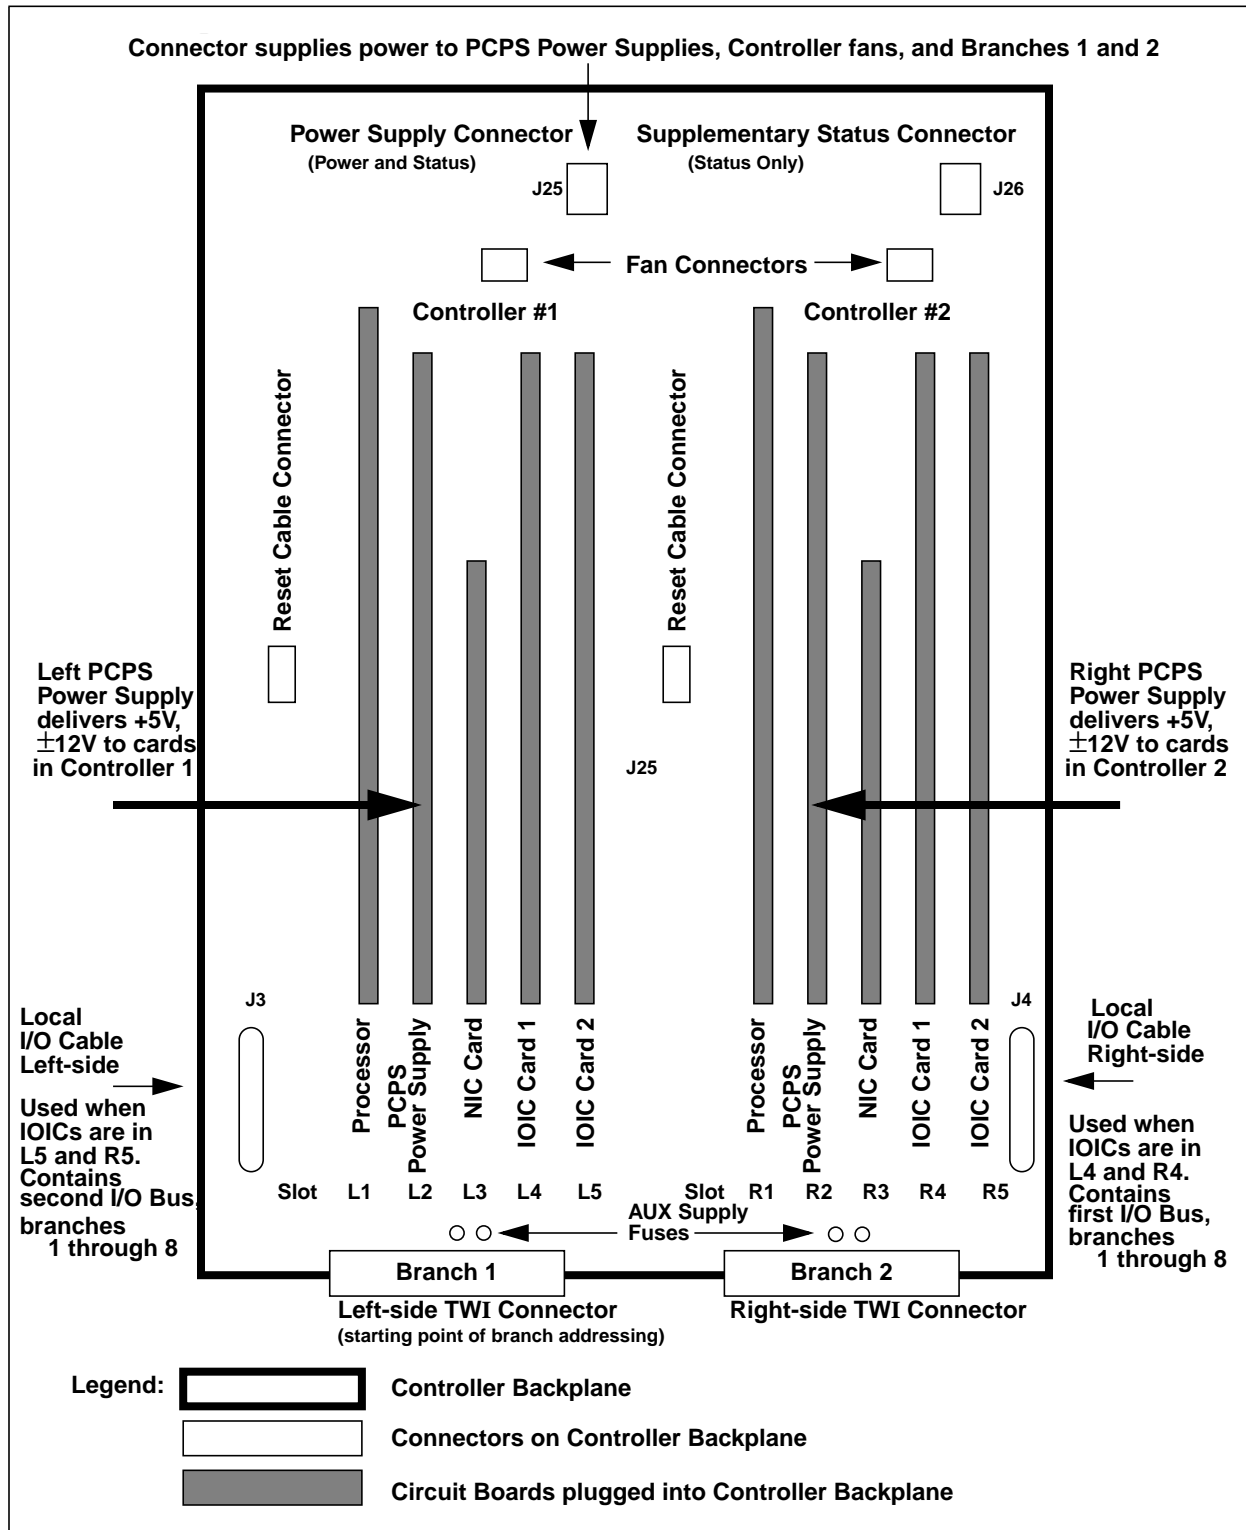 Connector supplies power to PCPS Power Supplies, Controller fans, and Branches 1 and 2
Power Supply Connector
(Power and Status)
Supplementary Status Connector
(Status Only)
J25
J26
Fan Connectors
Controller #1
Controller #2
Reset Cable Connector
Reset Cable Connector
Left PCPS
Power Supply
delivers +5V,
±12V to cards
in Controller 1
Right PCPS
Power Supply
delivers +5V,
±12V to cards
in Controller 2
J25
J3
J4
Local
I/O Cable
Left-side
Used when
IOICs are in
L5 and R5.
Contains
second I/O Bus,
branches
1 through 8
Local
I/O Cable
Right-side
Used when
IOICs are in
L4 and R4.
Contains
first I/O Bus,
branches
1 through 8
Processor
PCPS
Power Supply
NIC Card
IOIC Card 1
IOIC Card 2
Processor
PCPS
Power Supply
NIC Card
IOIC Card 1
IOIC Card 2
Slot L1 L2 L3 L4 L5
Slot R1 R2 R3 R4 R5
AUX Supply
Fuses
Branch 1
Branch 2
Left-side TWI Connector
(starting point of branch addressing)
Right-side TWI Connector
Legend:
Controller Backplane
Connectors on Controller Backplane
Circuit Boards plugged into Controller Backplane